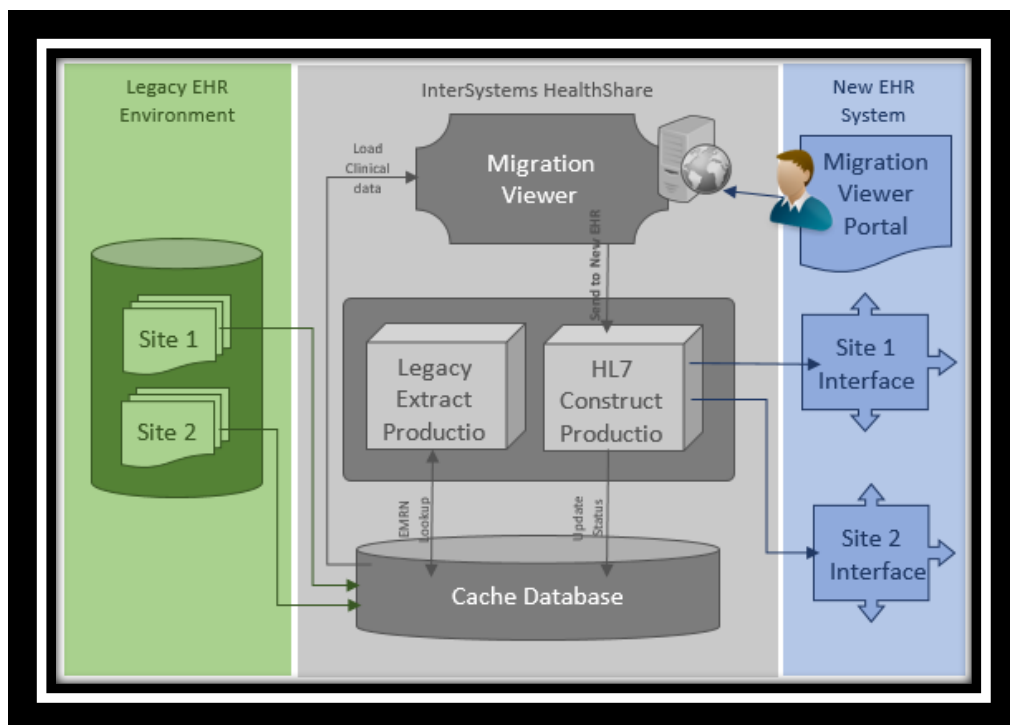 Legacy EHR
Environment
InterSystems HealthShare
New EHR
System
Load
Clinical
data
Migration
Viewer
Migration
Viewer
Portal
Send to New EHR
Site 1
Site 2
Legacy
Extract
Productio
HL7
Construct
Productio
Site 1
Interface
EMRN
Lookup
Update
Status
Site 2
Interface
Cache Database